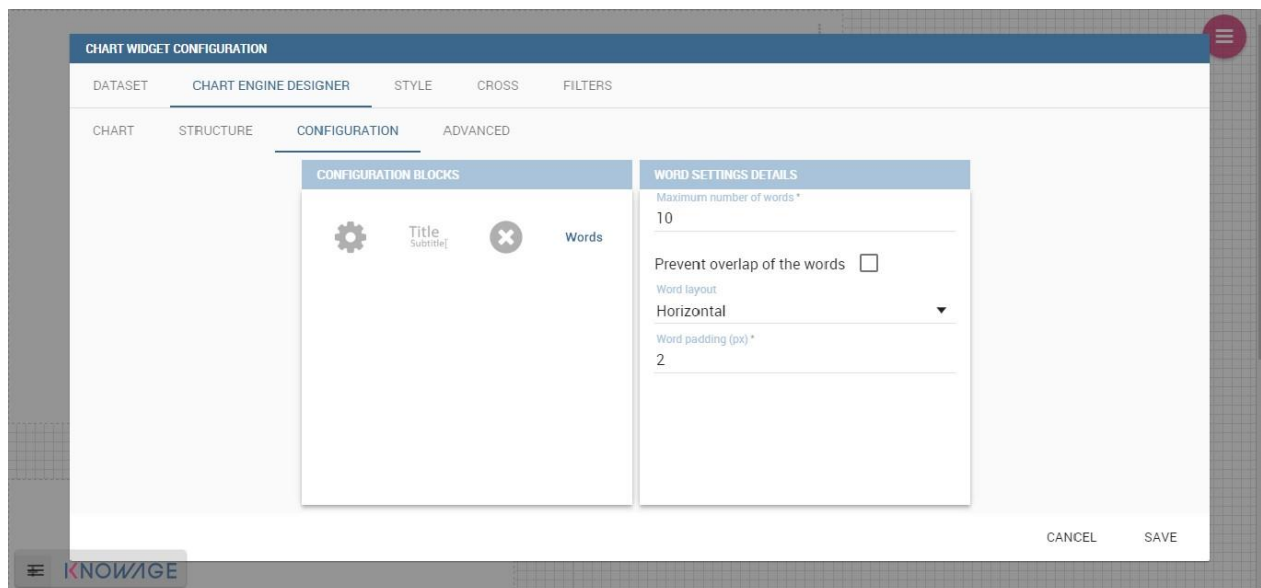 CHART WIDGET CONFIGURATION
DATASET CHART ENGINE DESIGNER STYLE CROSS FILTERS
CHART STRUCTURE CONFIGURATION ADVANCED
CONFIGURATION BLOCKS
Title
Subtitle[
Words
WORD SETTINGS DETAILS
Maximum number of words *
10
Prevent overlap of the words
Word layout
Horizontal
Word padding (px) *
2
CANCEL SAVE
KNOWAGE